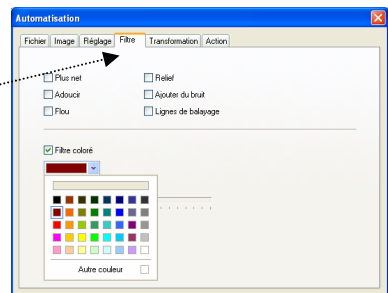 Automatisation
Fichier Image Réglage Filtre Transformation Action
Plus net Relief
Adoucir Ajouter du bruit
Flou Lignes de balayage
Filtre coloré
Autre couleur